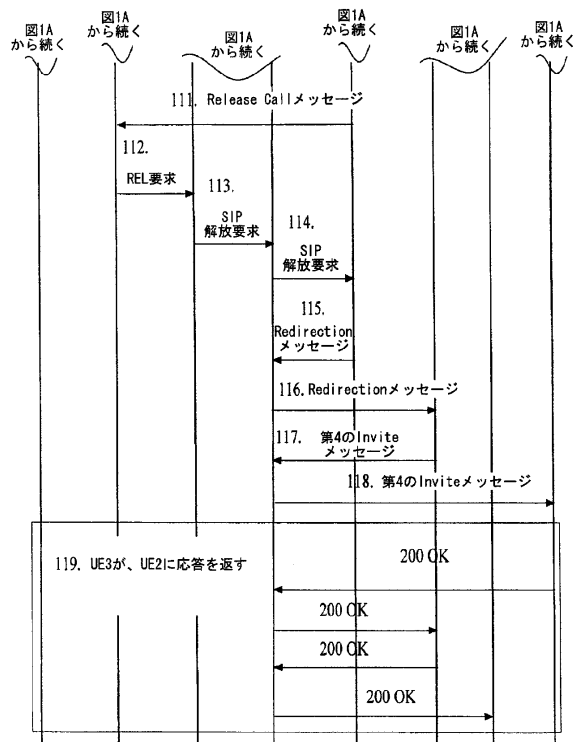 図1A
から続く
図1A
から続く
図1A
から続く
図1A
から続く
図1A
から続く
図1A
から続く
111. Release Callメッセージ
112.
REL要求
113.
SIP
解放要求
114.
SIP
解放要求
115.
Redirection
メッセージ
116.Redirectionメッセージ
117. 第4のInvite
メッセージ
118. 第4のInviteメッセージ
119. UE3が、UE2に応答を返す
200 OK
200 OK
200 OK
200 OK